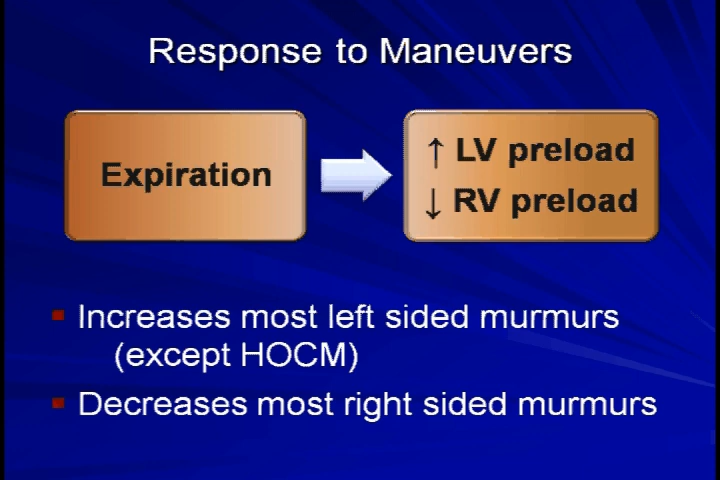 Response to Maneuvers
Expiration
↑ LV preload
↓ RV preload
Increases most left sided murmurs
(except HOCM)
Decreases most right sided murmurs